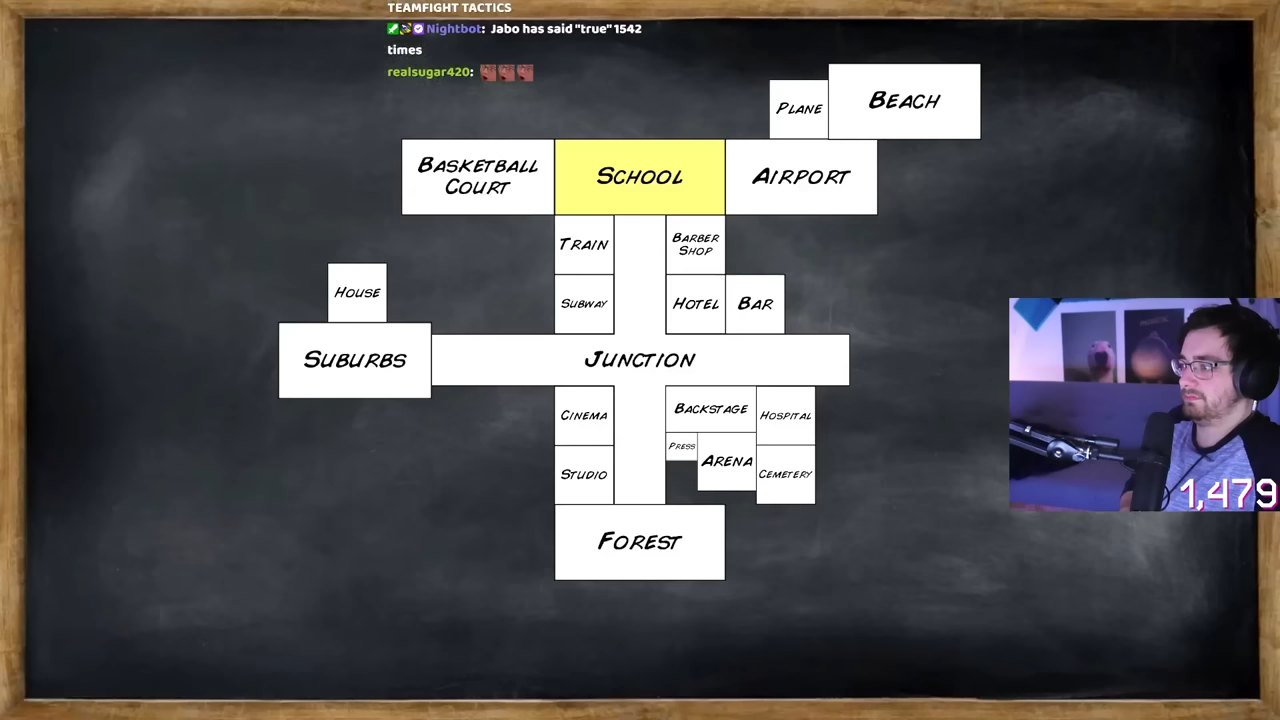 TEAMFIGHT TACTICS
Nightbot: Jabo has said "true" 1542
times
realsugar420:
PLANE
BEACH
BASKETBALL
COURT
SCHOOL
AIRPORT
TRAIN
BARBER
SHOP
HOUSE
SUBWAY
HOTEL
BAR
SUBURBS
JUNCTION
CINEMA
BACKSTAGE
HOSPITAL
PRESS
ARENA
STUDIO
CEMETERY
FOREST
1,479